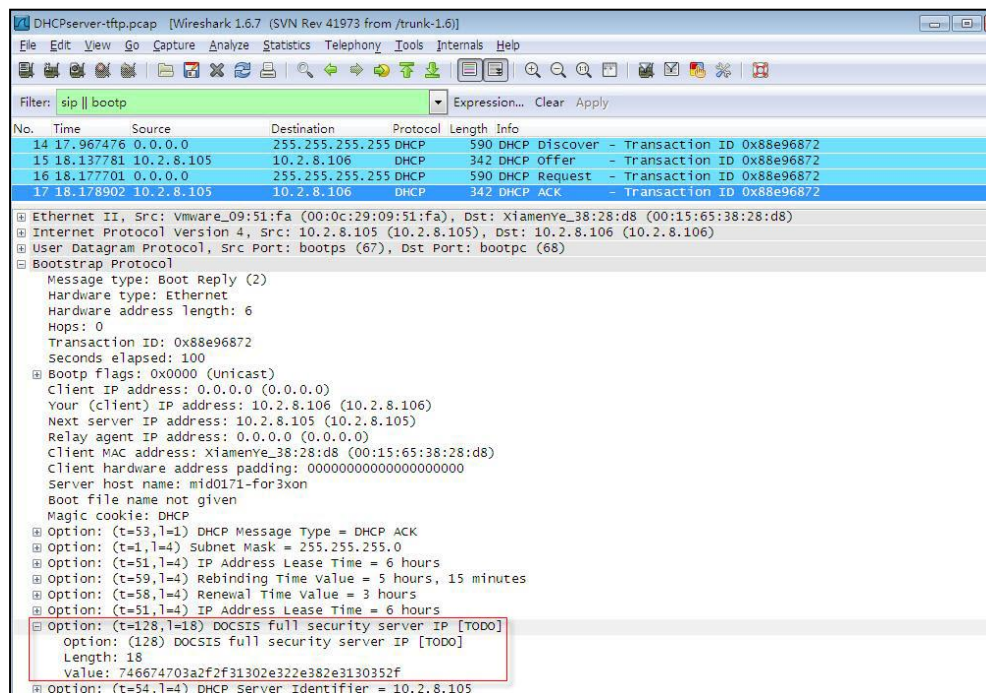 DHCPserver-tftp.pcap [Wireshark 1.6.7 (SVN Rev 41973 from /trunk-1.6)]
File Edit View Go Capture Analyze Statistics Telephony Tools Internals Help
Filter: sip || bootp Expression... Clear Apply
No. Time Source Destination Protocol Length Info
14 17.967476 0.0.0.0 255.255.255.255 DHCP 590 DHCP Discover - Transaction ID 0x88e96872
15 18.137781 10.2.8.105 10.2.8.106 DHCP 342 DHCP Offer - Transaction ID 0x88e96872
16 18.177701 0.0.0.0 255.255.255.255 DHCP 590 DHCP Request - Transaction ID 0x88e96872
17 18.178902 10.2.8.105 10.2.8.106 DHCP 342 DHCP ACK - Transaction ID 0x88e96872
Ethernet II, Src: Vmware_09:51:fa (00:0c:29:09:51:fa), Dst: XiamenYe_38:28:d8 (00:15:65:38:28:d8)
Internet Protocol Version 4, Src: 10.2.8.105 (10.2.8.105), Dst: 10.2.8.106 (10.2.8.106)
User Datagram Protocol, Src Port: bootps (67), Dst Port: bootpc (68)
Bootstrap Protocol
Message type: Boot Reply (2)
Hardware type: Ethernet
Hardware address length: 6
Hops: 0
Transaction ID: 0x88e96872
Seconds elapsed: 100
Bootp flags: 0x0000 (Unicast)
Client IP address: 0.0.0.0 (0.0.0.0)
Your (client) IP address: 10.2.8.106 (10.2.8.106)
Next server IP address: 10.2.8.105 (10.2.8.105)
Relay agent IP address: 0.0.0.0 (0.0.0.0)
Client MAC address: XiamenYe_38:28:d8 (00:15:65:38:28:d8)
Client hardware address padding: 00000000000000000000
Server host name: mid0171-for3xon
Boot file name not given
Magic cookie: DHCP
Option: (t=53,l=1) DHCP Message Type = DHCP ACK
Option: (t=1,l=4) Subnet Mask = 255.255.255.0
Option: (t=51,l=4) IP Address Lease Time = 6 hours
Option: (t=59,l=4) Rebinding Time Value = 5 hours, 15 minutes
Option: (t=58,l=4) Renewal Time Value = 3 hours
Option: (t=51,l=4) IP Address Lease Time = 6 hours
Option: (t=128,l=18) DOCSIS full security server IP [TODO]
Option: (128) DOCSIS full security server IP [TODO]
Length: 18
Value: 746674703a2f2f31302e322e382e3130352f
Option: (t=54,l=4) DHCP Server Identifier = 10.2.8.105